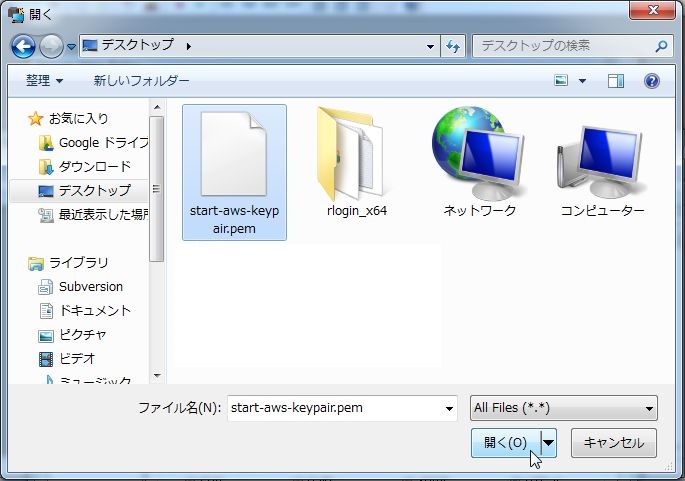 開く
デスクトップ
デスクトップの検索
整理
新しいフォルダー
お気に入り
Google ドライブ
ダウンロード
デスクトップ
最近表示した場所
ライブラリ
Subversion
ドキュメント
ピクチャ
ビデオ
ミュージック
start-aws-keyp
air.pem
rlogin_x64
ネットワーク
コンピューター
ファイル名(N):
start-aws-keypair.pem
All Files (*.*)
開く(O)
キャンセル